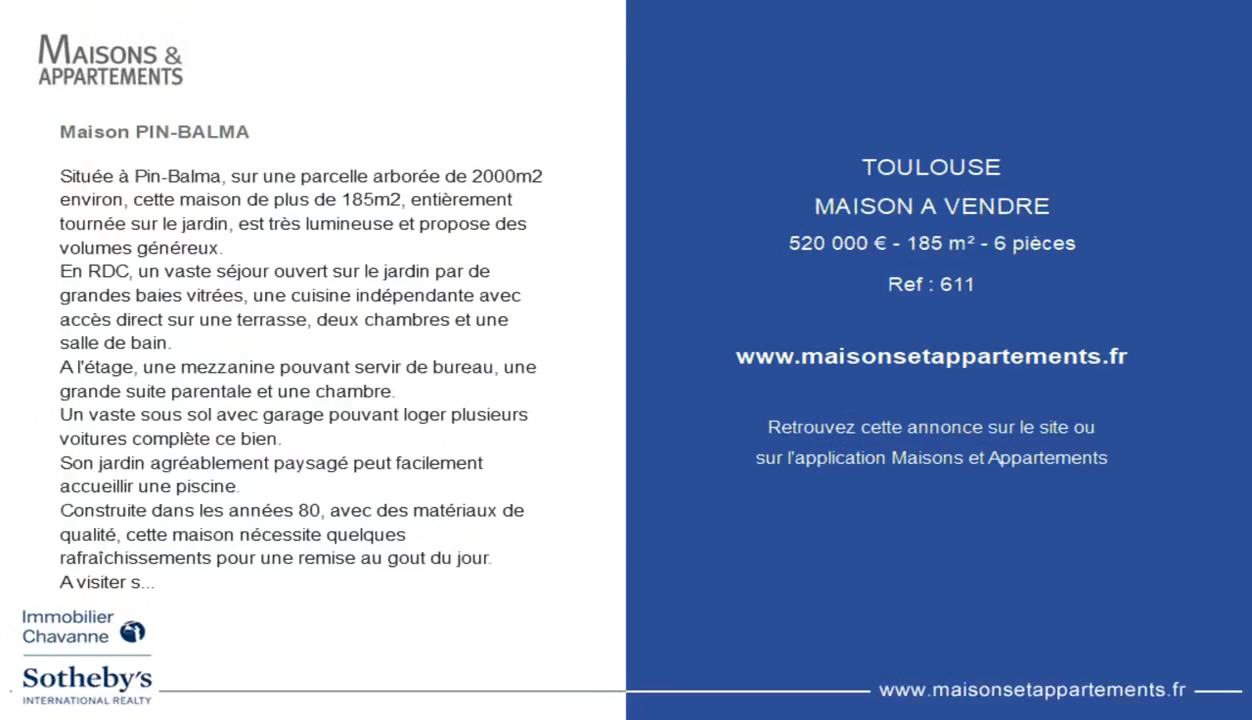 MAISONS &
APPARTEMENTS
Maison PIN-BALMA
Située à Pin-Balma, sur une parcelle arborée de 2000m2
environ, cette maison de plus de 185m2, entièrement
tournée sur le jardin, est très lumineuse et propose des
volumes généreux.
En RDC, un vaste séjour ouvert sur le jardin par de
grandes baies vitrées, une cuisine indépendante avec
accès direct sur une terrasse, deux chambres et une
salle de bain.
A l'étage, une mezzanine pouvant servir de bureau, une
grande suite parentale et une chambre.
Un vaste sous sol avec garage pouvant loger plusieurs
voitures complète ce bien.
Son jardin agréablement paysagé peut facilement
accueillir une piscine.
Construite dans les années 80, avec des matériaux de
qualité, cette maison nécessite quelques
rafraîchissements pour une remise au gout du jour.
A visiter s...
Immobilier
Chavanne
Sotheby's
INTERNATIONAL REALTY
TOULOUSE
MAISON A VENDRE
520 000 € - 185 m² - 6 pièces
Ref : 611
www.maisonsetappartements.fr
Retrouvez cette annonce sur le site ou
sur l'application Maisons et Appartements
www.maisonsetappartements.fr